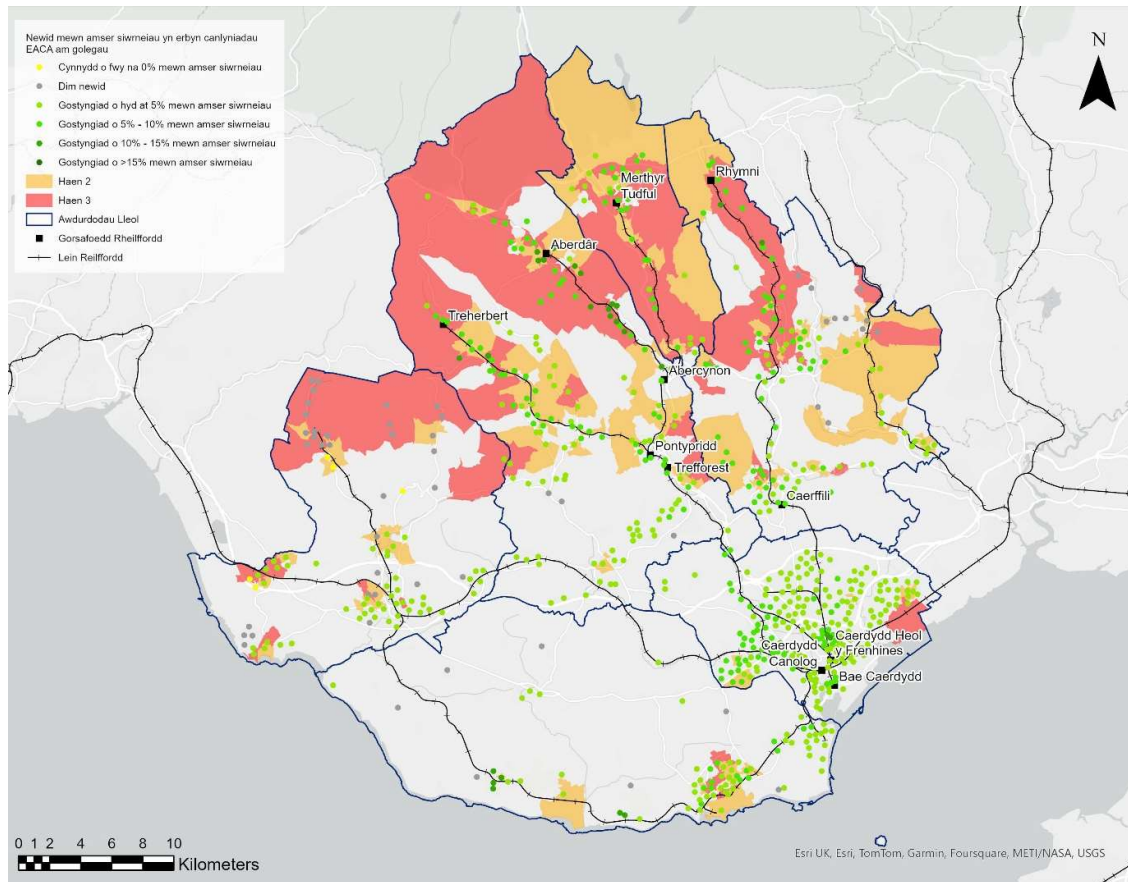 Newid mewn amser siwrneiau yn erbyn canlyniadau
EACA am golegau
Cynnydd o fwy na 0% mewn amser siwrneiau
Dim newid
Gostyngiad o hyd at 5% mewn amser siwrneiau
Gostyngiad o 5% - 10% mewn amser siwrneiau
Gostyngiad o 10% - 15% mewn amser siwrneiau
Gostyngiad o >15% mewn amser siwrneiau
Haen 2
Haen 3
Awdurdodau Lleol
Gorsafoedd Rheilffordd
Lein Reilffordd
N
Merthyr
Tudful
Rhymni
Aberdâr
Treherbert
Abercynon
Pontypridd
Trefforest
Caerffili
Caerdydd Heol
y Frenhines
Caerdydd
Canolog
Bae Caerdydd
0 1 2 4 6 8 10
Kilometers
Esri UK, Esri, TomTom, Garmin, Foursquare, METI/NASA, USGS